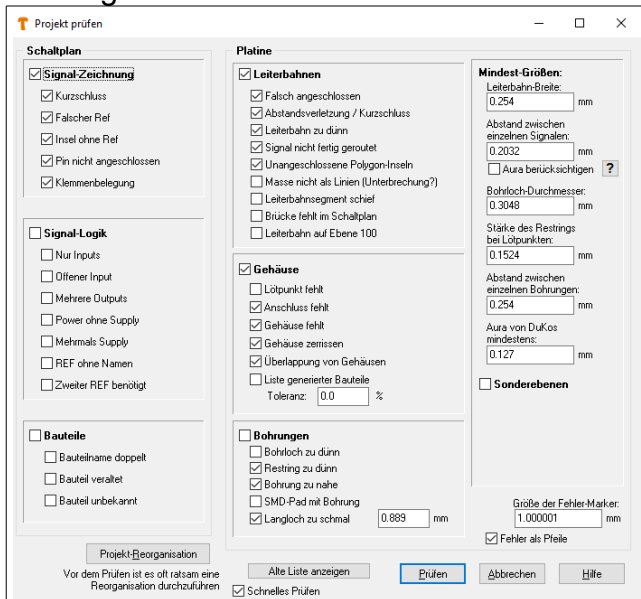 Projekt prüfen
Schaltplan
Signal-Zeichnung
Kurzschluss
Falscher Ref
Insel ohne Ref
Pin nicht angeschlossen
Klemmenbelegung
Signal-Logik
Nur Inputs
Offener Input
Mehrere Outputs
Power ohne Supply
Mehrmals Supply
REF ohne Namen
Zweiter REF benötigt
Bauteile
Bauteilname doppelt
Bauteil veraltet
Bauteil unbekannt
Projekt-Reorganisation
Vor dem Prüfen ist es oft ratsam eine
Reorganisation durchzuführen
Platine
Leiterbahnen
Falsch angeschlossen
Abstandsverletzung / Kurzschluss
Leiterbahn zu dünn
Signal nicht fertig geroutet
Unangeschlossene Polygon-Inseln
Masse nicht als Linien (Unterbrechung?)
Leiterbahnsegment schief
Brücke fehlt im Schaltplan
Leiterbahn auf Ebene 100
Gehäuse
Lötpunkt fehlt
Anschluss fehlt
Gehäuse fehlt
Gehäuse zerrissen
Überlappung von Gehäusen
Liste generierter Bauteile
Toleranz: 0.0 %
Bohrungen
Bohrloch zu dünn
Restring zu dünn
Bohrung zu nahe
SMD-Pad mit Bohrung
Langloch zu schmal 0.889 mm
Mindest-Größen:
Leiterbahn-Breite:
0.254 mm
Abstand zwischen
einzelnen Signalen:
0.2032 mm
Aura berücksichtigen ?
Bohrloch-Durchmesser:
0.3048 mm
Stärke des Restrings
bei Lötpunkten:
0.1524 mm
Abstand zwischen
einzelnen Bohrungen:
0.254 mm
Aura von DuKos
mindestens:
0.127 mm
Sonderebenen
Größe der Fehler-Marker:
1.000001 mm
Fehler als Pfeile
Alte Liste anzeigen
Prüfen
Abbrechen
Hilfe
Schnelles Prüfen